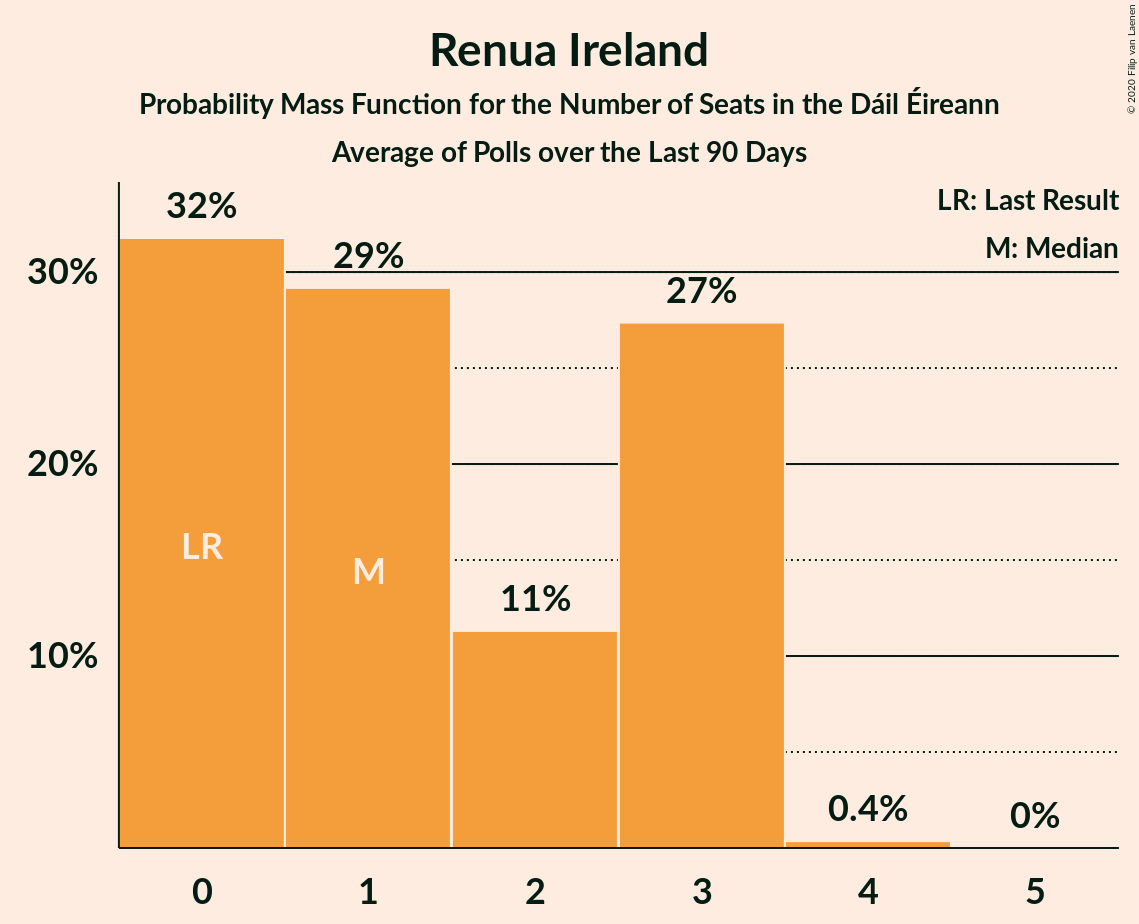 Renua Ireland
Probability Mass Function for the Number of Seats in the Dáil Éireann
Average of Polls over the Last 90 Days
© 2020 Filip van Laenen
LR: Last Result
M: Median
32%
29%
27%
11%
0.4%
0%
30%
20%
10%
LR
M
0 1 2 3 4 5